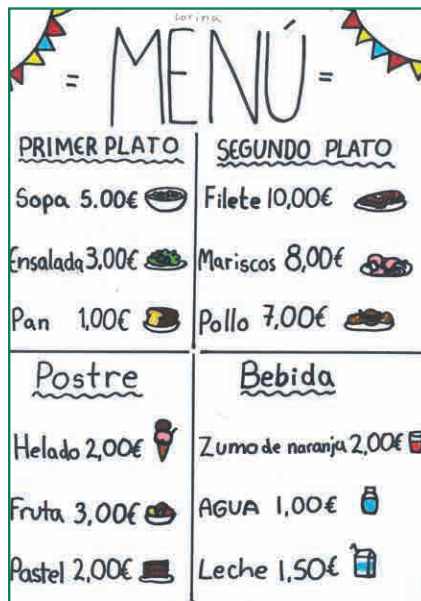 Corina
= MENÚ =
PRIMER PLATO
Sopa 5.00€
Ensalada 3,00€
Pan 1,00€
SEGUNDO PLATO
Filete 10,00€
Mariscos 8,00€
Pollo 7,00€
Postre
Helado 2,00€
Fruta 3,00€
Pastel 2,00€
Bebida
Zumo de naranja 2,00€
AGUA 1,00€
Leche 1,50€